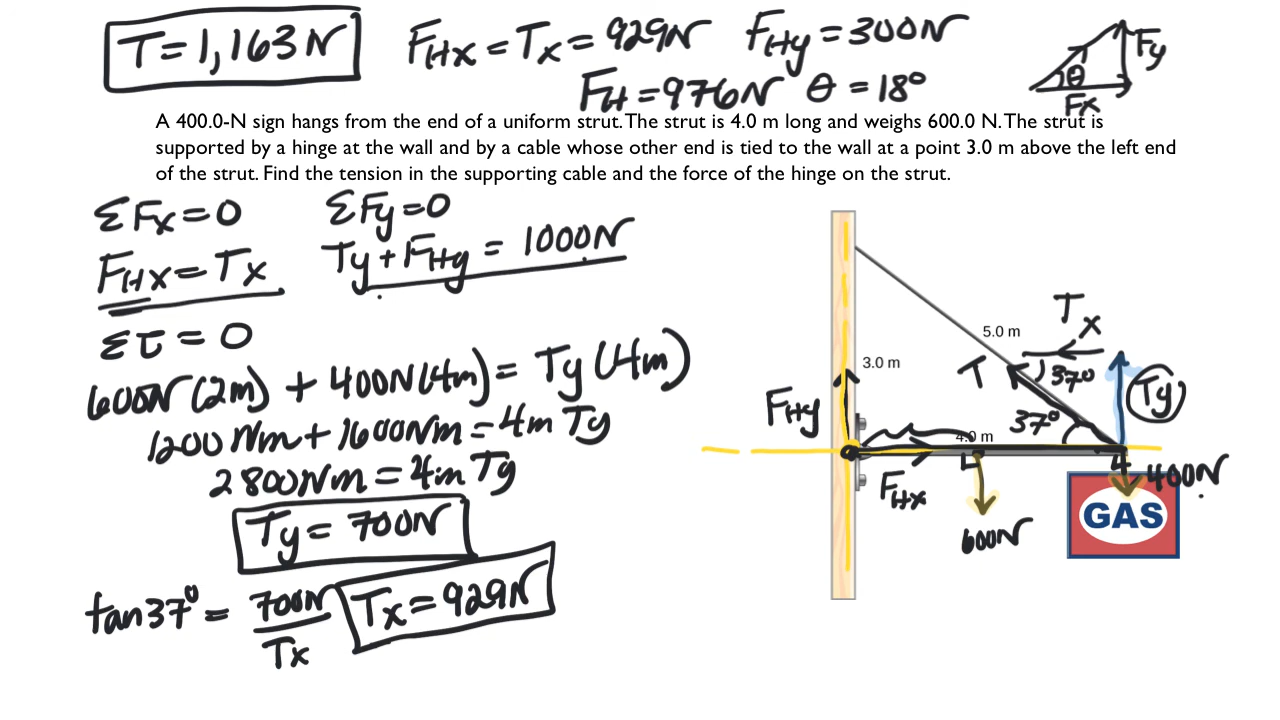 T = 1,163 N   FHx = Tx = 929N   FHy = 300N
FH = 976N   θ = 18°
Fy
θ
Fx
A 400.0-N sign hangs from the end of a uniform strut. The strut is 4.0 m long and weighs 600.0 N. The strut is
supported by a hinge at the wall and by a cable whose other end is tied to the wall at a point 3.0 m above the left end
of the strut. Find the tension in the supporting cable and the force of the hinge on the strut.
ΣFx = 0   ΣFy = 0
FHx = Tx   Ty + FHy = 1000N
Στ = 0
600N (2m) + 400N (4m) = Ty (4m)
1200 Nm + 1600Nm = 4m Ty
2800Nm = 4m Ty
Ty = 700N
tan37° = 700N / Tx   Tx = 929N
Tx
5.0 m
3.0 m
T
37°
Ty
FHy
37°
4.0 m
FHx
400N
600N
GAS